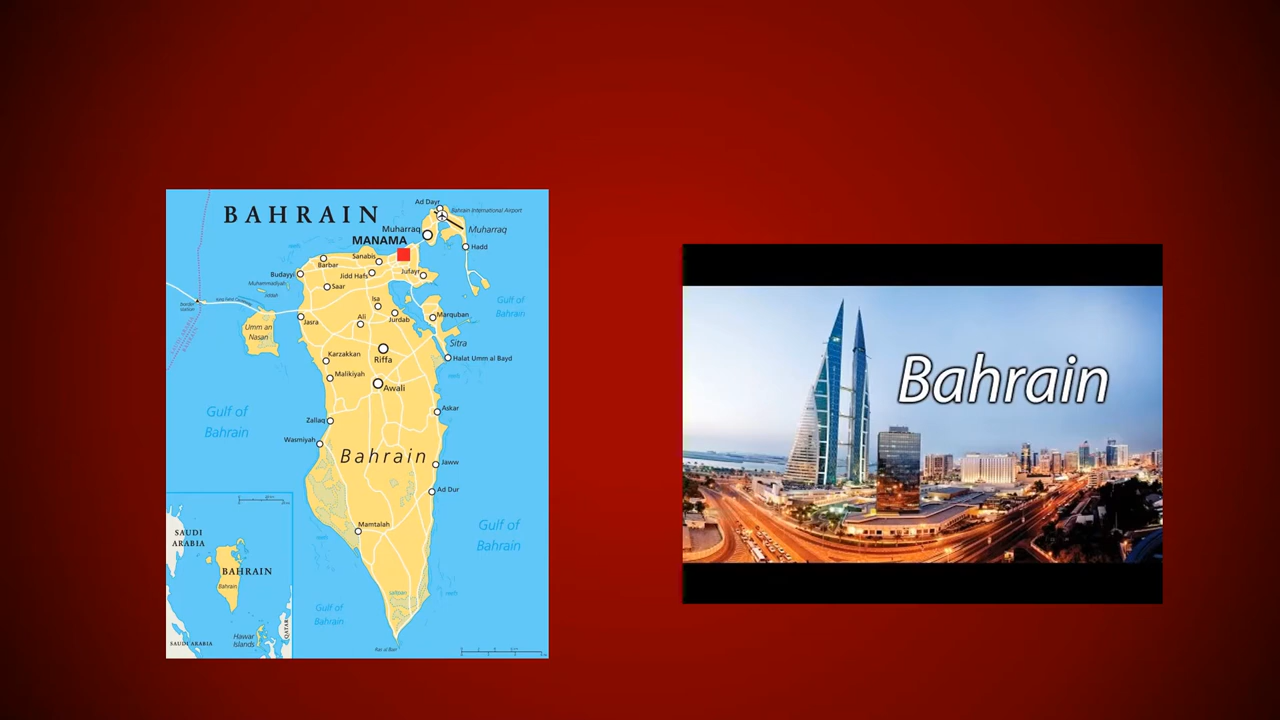 BAHRAIN
Ad Dayr
Bahrain International Airport
Muharraq
Muharraq
MANAMA
Hadd
Sanabis
Barbar
Budayyi
Jidd Hafs
Jufayr
Saar
Isa
Gulf of
Bahrain
Jasra
Ali
Jurdab
Marquban
Umm an
Nasan
Sitra
Karzakkan
Riffa
Halat Umm al Bayd
Malikiyah
Awali
Gulf of
Bahrain
Zallaq
Askar
Wasmiyah
Bahrain
Jaww
Ad Dur
Mamtalah
Gulf of
Bahrain
SAUDI
ARABIA
BAHRAIN
Bahrain
Gulf of
Bahrain
Hawar
Islands
QATAR
SAUDI ARABIA
Bahrain